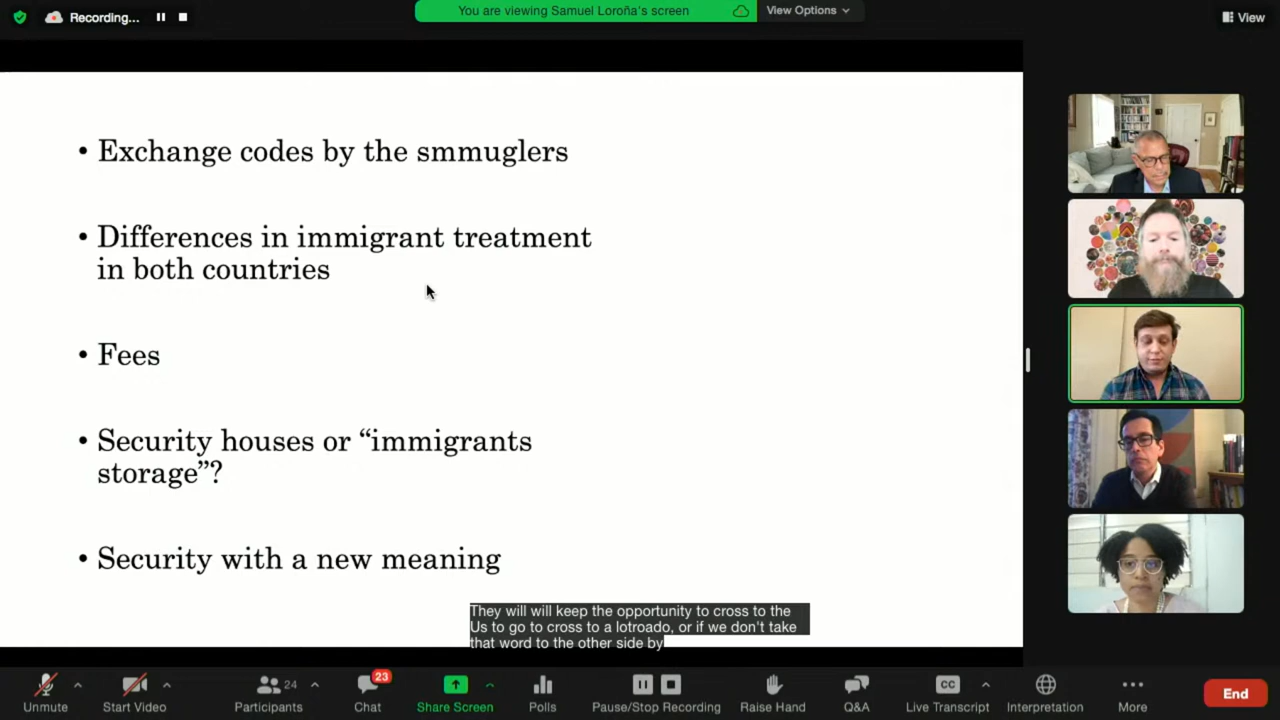 Recording...
You are viewing Samuel Loroña's screen
View Options
View
• Exchange codes by the smmuglers
• Differences in immigrant treatment
in both countries
• Fees
• Security houses or “immigrants
storage”?
• Security with a new meaning
They will will keep the opportunity to cross to the
Us to go to cross to a lotroado, or if we don't take
that word to the other side by
Unmute
Start Video
24
Participants
23
Chat
Share Screen
Polls
Pause/Stop Recording
Raise Hand
Q&A
CC
Live Transcript
Interpretation
More
End